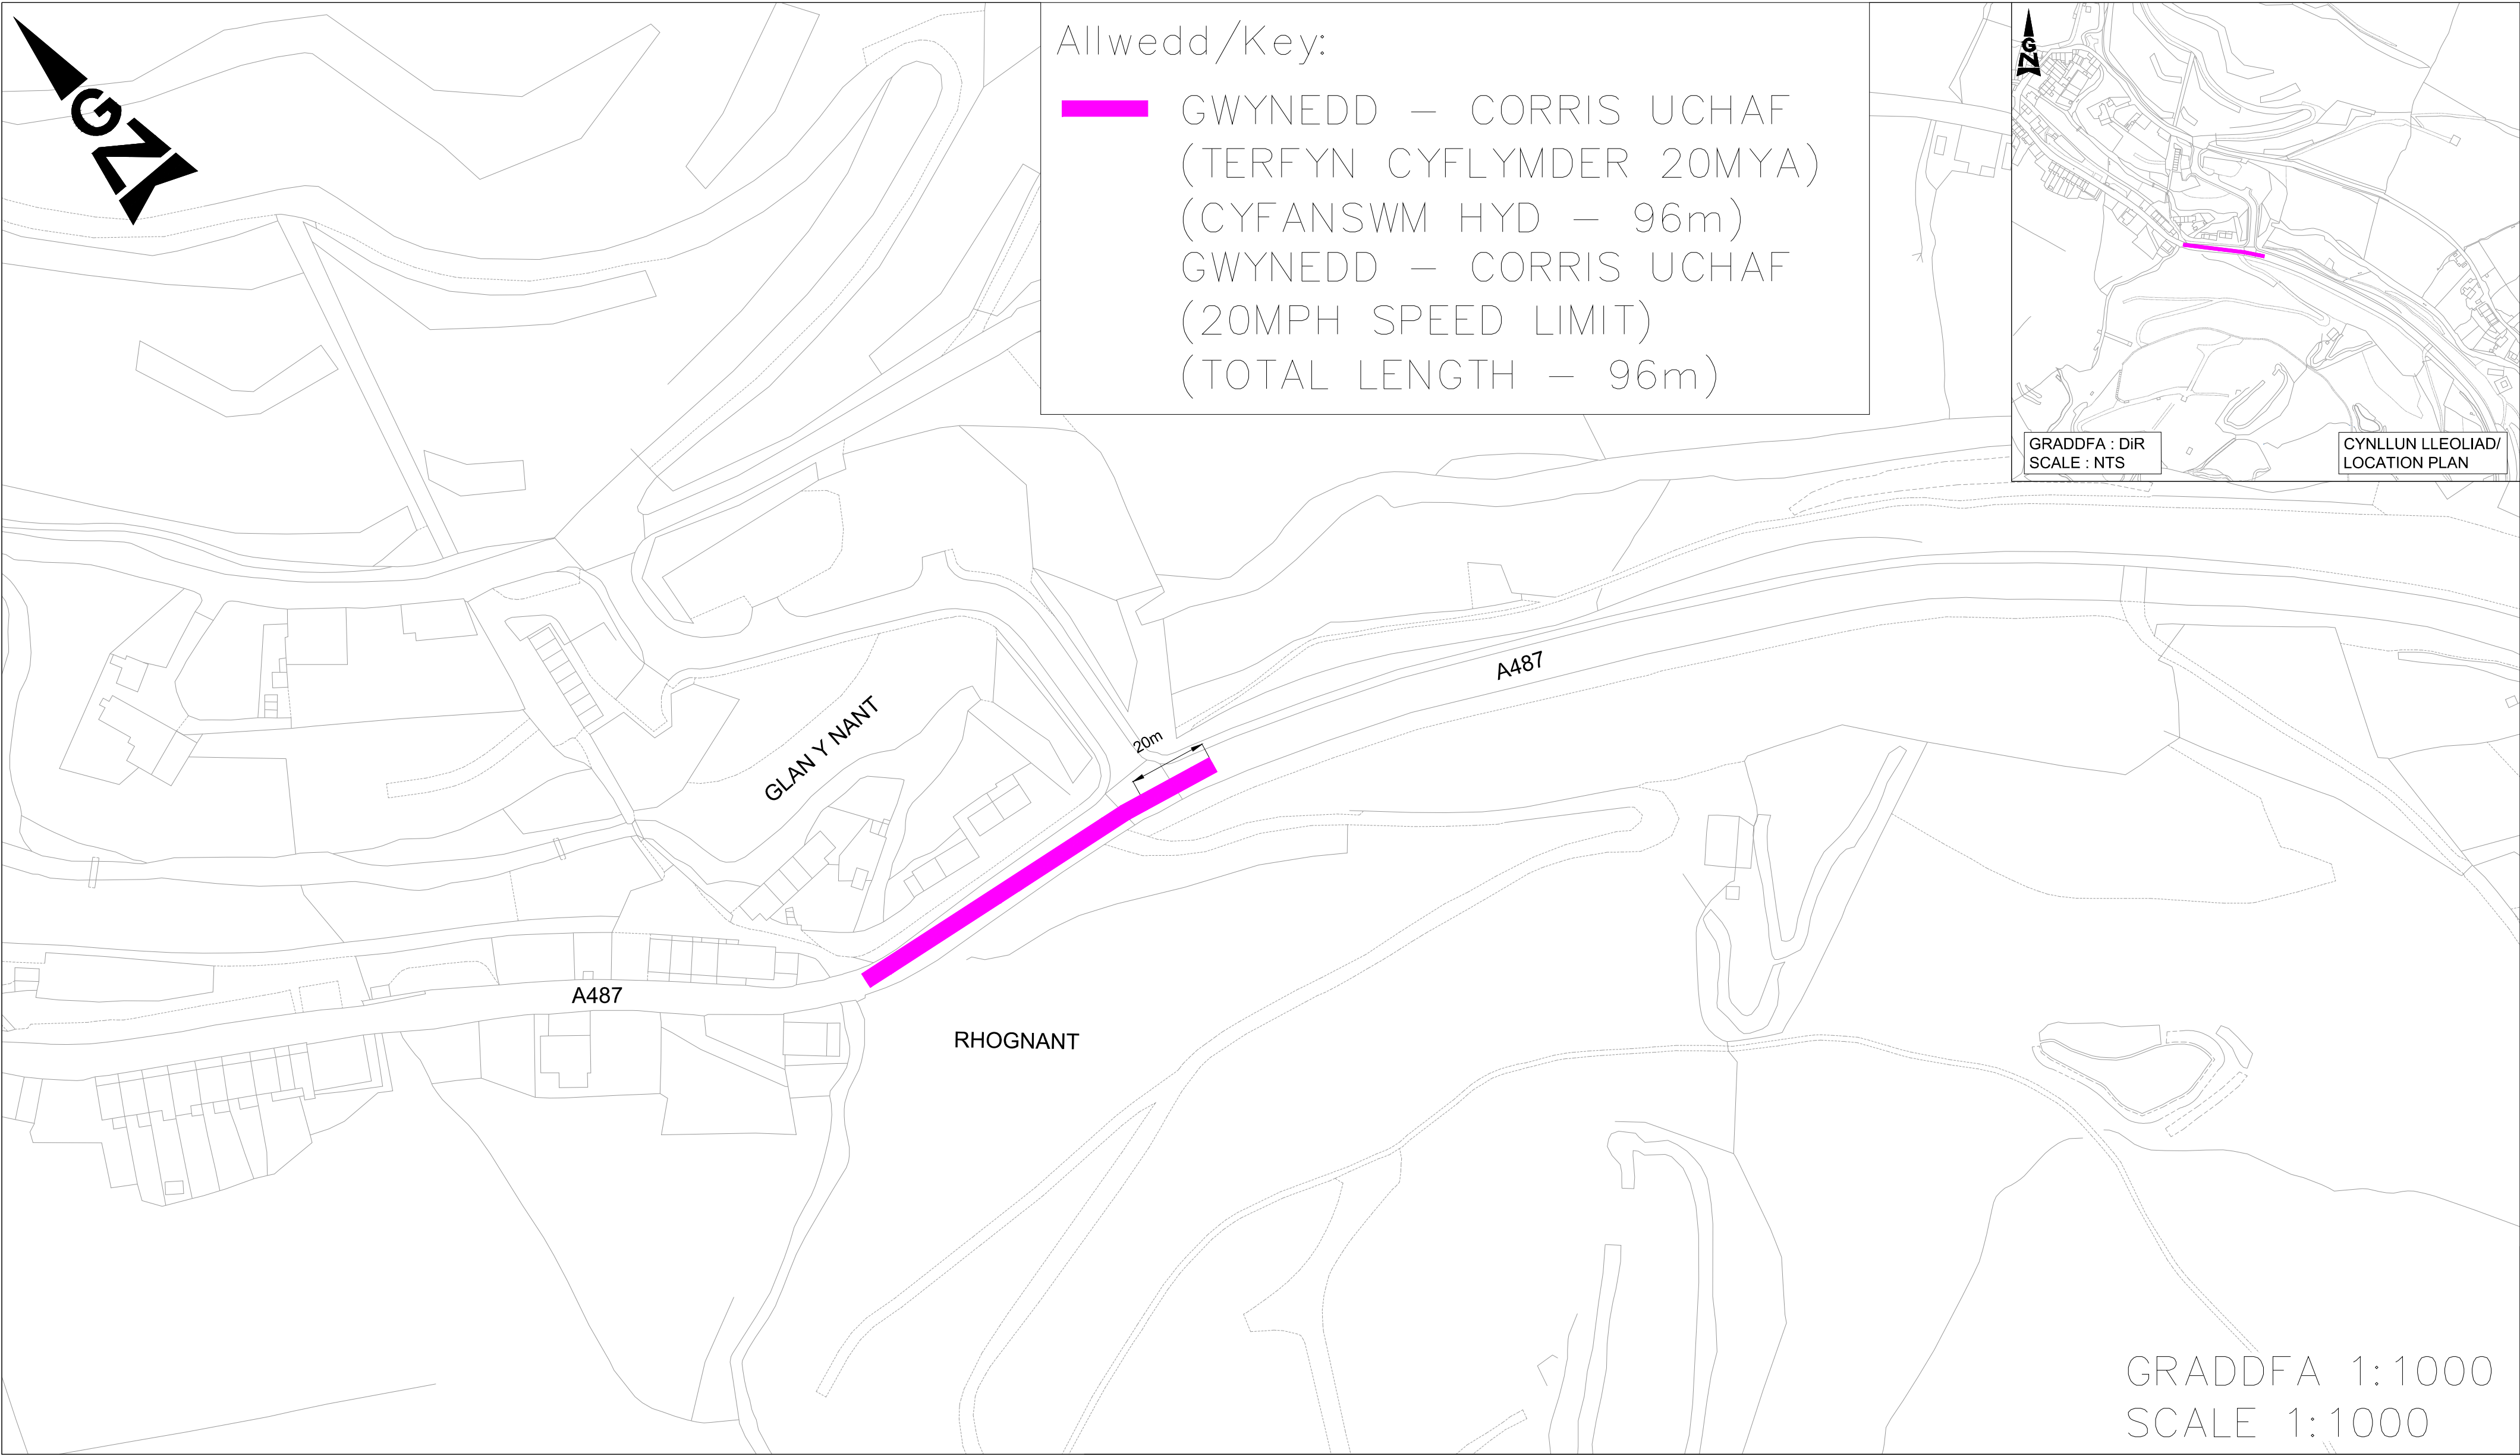 GN
Allwedd/Key:
GWYNEDD – CORRIS UCHAF
(TERFYN CYFLYMDER 20MYA)
(CYFANSWM HYD – 96m)
GWYNEDD – CORRIS UCHAF
(20MPH SPEED LIMIT)
(TOTAL LENGTH – 96m)
GN
GRADDFA : DiR
SCALE : NTS
CYNLLUN LLEOLIAD/
LOCATION PLAN
A487
20m
GLAN Y NANT
A487
RHOGNANT
GRADDFA 1:1000
SCALE 1:1000